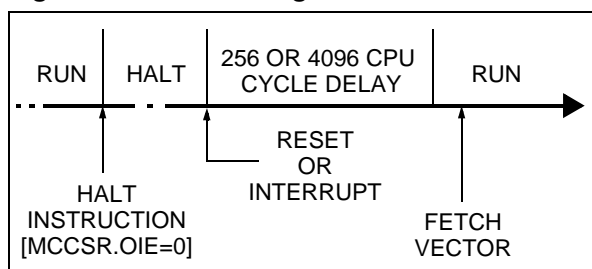 RUN
HALT
256 OR 4096 CPU
CYCLE DELAY
RUN
HALT
INSTRUCTION
[MCCSR.OIE=0]
RESET
OR
INTERRUPT
FETCH
VECTOR